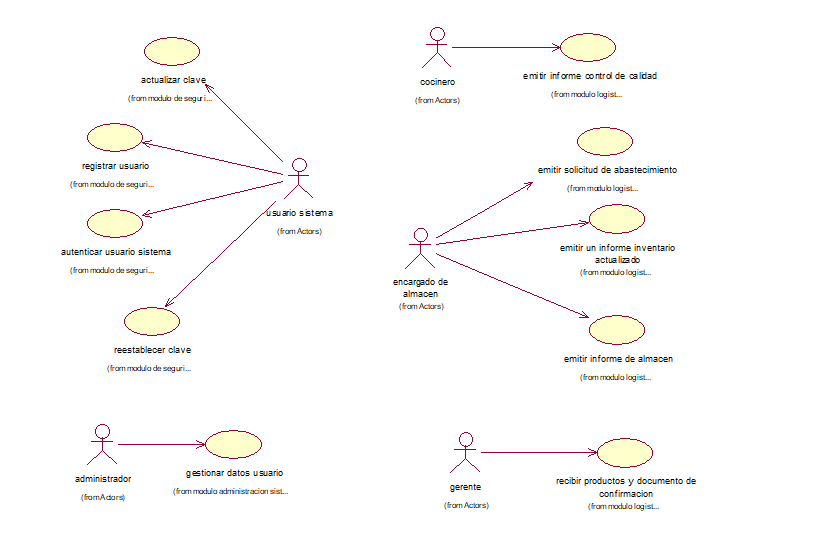 actualizar clave
(from modulo de seguri...
registrar usuario
(from modulo de seguri...
usuario sistema
(from Actors)
autenticar usuario sistema
(from modulo de seguri...
reestablecer clave
(from modulo de seguri...
cocinero
(from Actors)
emitir informe control de calidad
(from modulo logist...
emitir solicitud de abastecimiento
(from modulo logist...
emitir un informe inventario
actualizado
(from modulo logist...
encargado de
almacen
(from Actors)
emitir informe de almacen
(from modulo logist...
administrador
(from Actors)
gestionar datos usuario
(from modulo administracion sist...
gerente
(from Actors)
recibir productos y documento de
confirmacion
(from modulo logist...